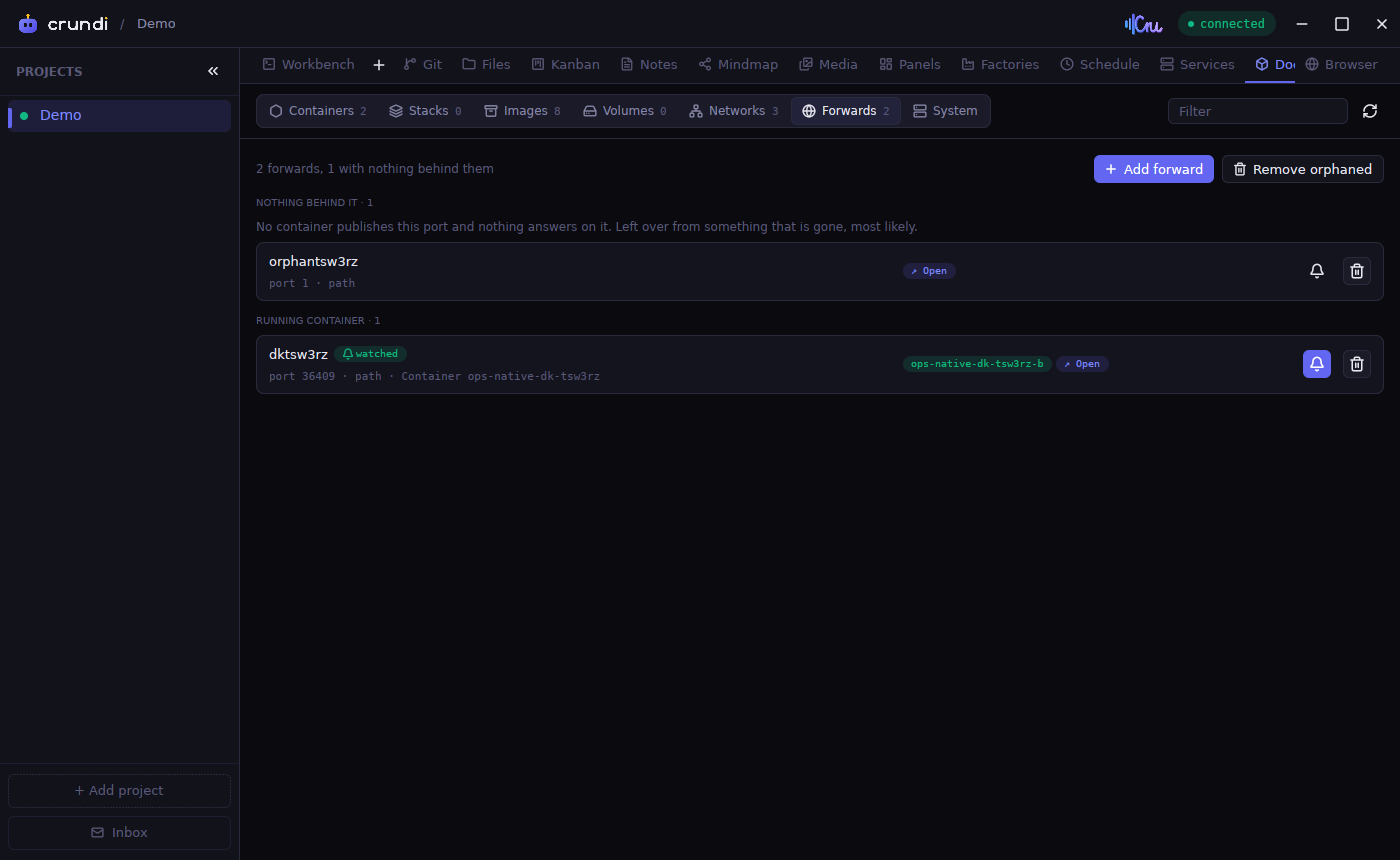 crundi / Demo
Cru
connected
PROJECTS
Workbench
Git
Files
Kanban
Notes
Mindmap
Media
Panels
Factories
Schedule
Services
Doc
Browser
Demo
Containers 2
Stacks 0
Images 8
Volumes 0
Networks 3
Forwards 2
System
Filter
2 forwards, 1 with nothing behind them
+ Add forward
Remove orphaned
NOTHING BEHIND IT · 1
No container publishes this port and nothing answers on it. Left over from something that is gone, most likely.
orphantsw3rz
port 1 · path
↗ Open
RUNNING CONTAINER · 1
dktsw3rz
watched
port 36409 · path · Container ops-native-dk-tsw3rz
ops-native-dk-tsw3rz-b
↗ Open
+ Add project
Inbox